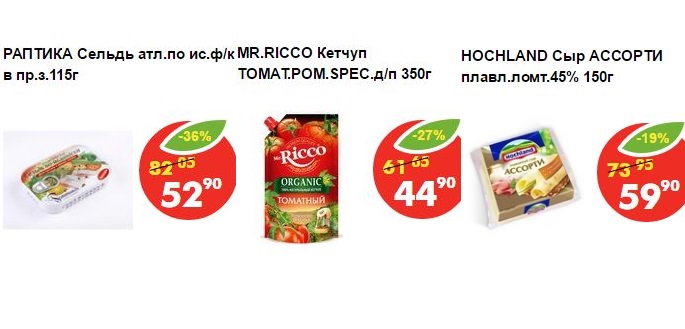 РАПТИКА Сельдь атл.по ис.ф/к
в пр.з.115г
-36%
82 05
52 90
MR.RICCO Кетчуп
TOMAT.POM.SPEC.д/п 350г
Mr. Ricco
ORGANIC
ТОМАТНЫЙ
-27%
61 65
44 90
HOCHLAND Сыр АССОРТИ
плавл.ломт.45% 150г
HOCHLAND
АССОРТИ
-19%
73 95
59 90